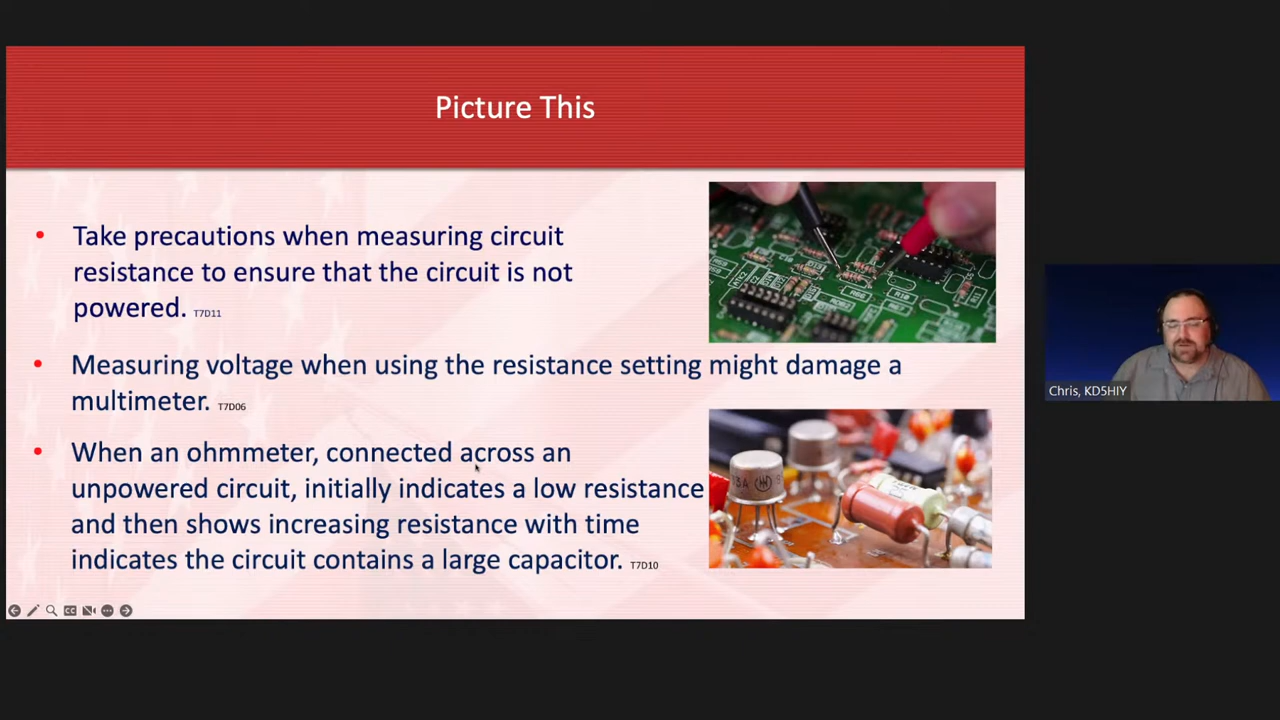 Picture This
Take precautions when measuring circuit
resistance to ensure that the circuit is not
powered. T7D11
Measuring voltage when using the resistance setting might damage a
multimeter. T7D06
When an ohmmeter, connected across an
unpowered circuit, initially indicates a low resistance
and then shows increasing resistance with time
indicates the circuit contains a large capacitor. T7D10
Chris, KD5HIY